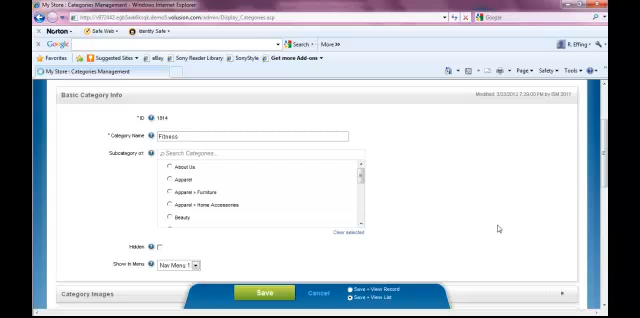 My Store : Categories Management - Windows Internet Explorer
Google
Norton
Safe Web
Identity Safe
Google
Search
More »
R. Effing
Favorites
Suggested Sites
eBay
Sony Reader Library
SonyStyle
Get more Add-ons
My Store : Categories Management
Page
Safety
Tools
Basic Category Info
* ID
1814
* Category Name
Fitness
Subcategory of:
Search Categories...
About Us
Apparel
Apparel > Furniture
Apparel > Home Accessories
Beauty
Clear selected
Hidden
Show in Menu
Nav Menu 1
Category Images
Save
Cancel
Save + View Record
Save + View List